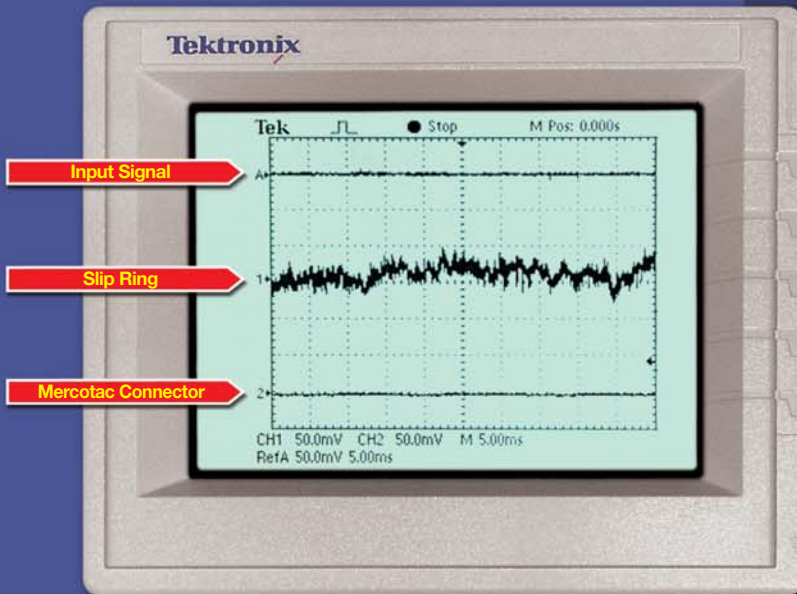 Tektronix
Tek Stop M Pos: 0.000s
Input Signal
A
Slip Ring
1
Mercotac Connector
2
CH1 50.0mV CH2 50.0mV M 5.00ms
RefA 50.0mV 5.00ms